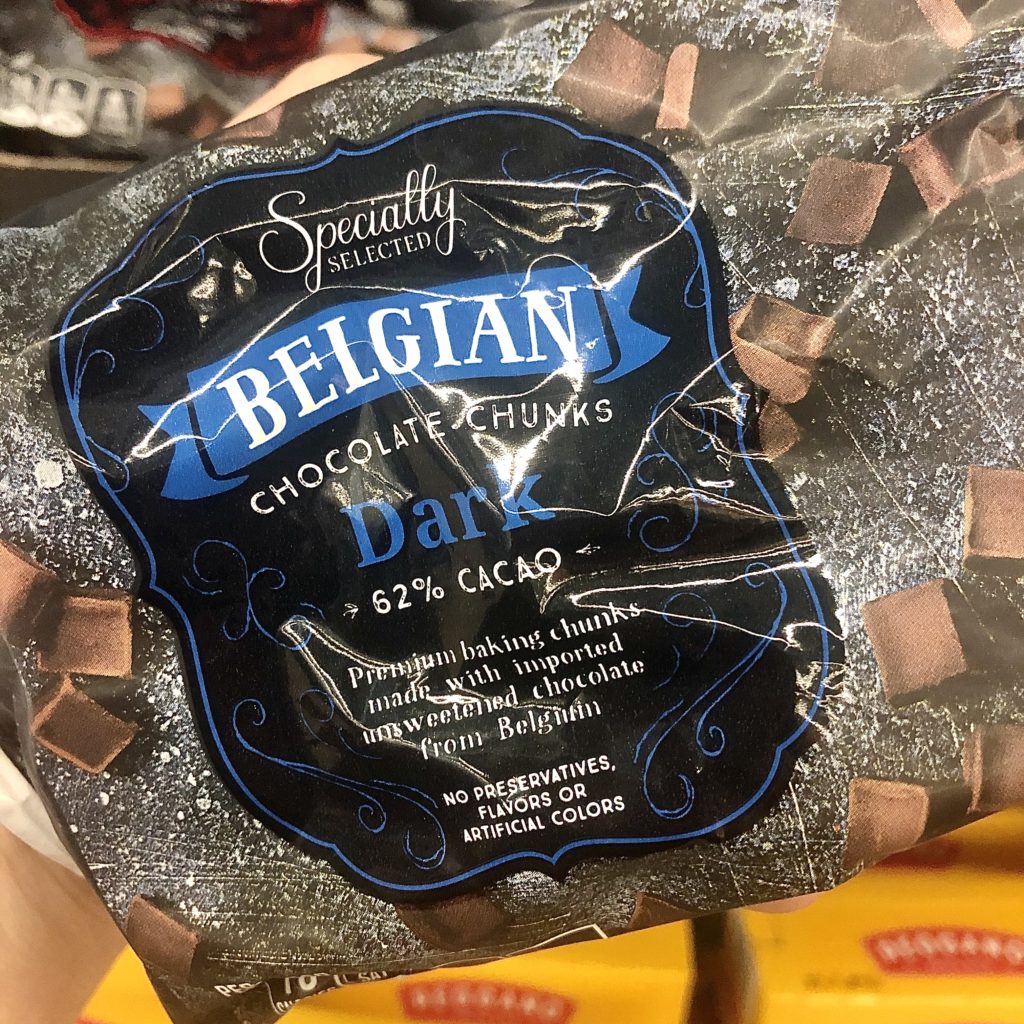 Specially
SELECTED
BELGIAN
CHOCOLATE CHUNKS
Dark
62% CACAO
Premium baking chunks
made with imported
unsweetened chocolate
from Belgium
NO PRESERVATIVES,
FLAVORS OR
ARTIFICIAL COLORS
PER